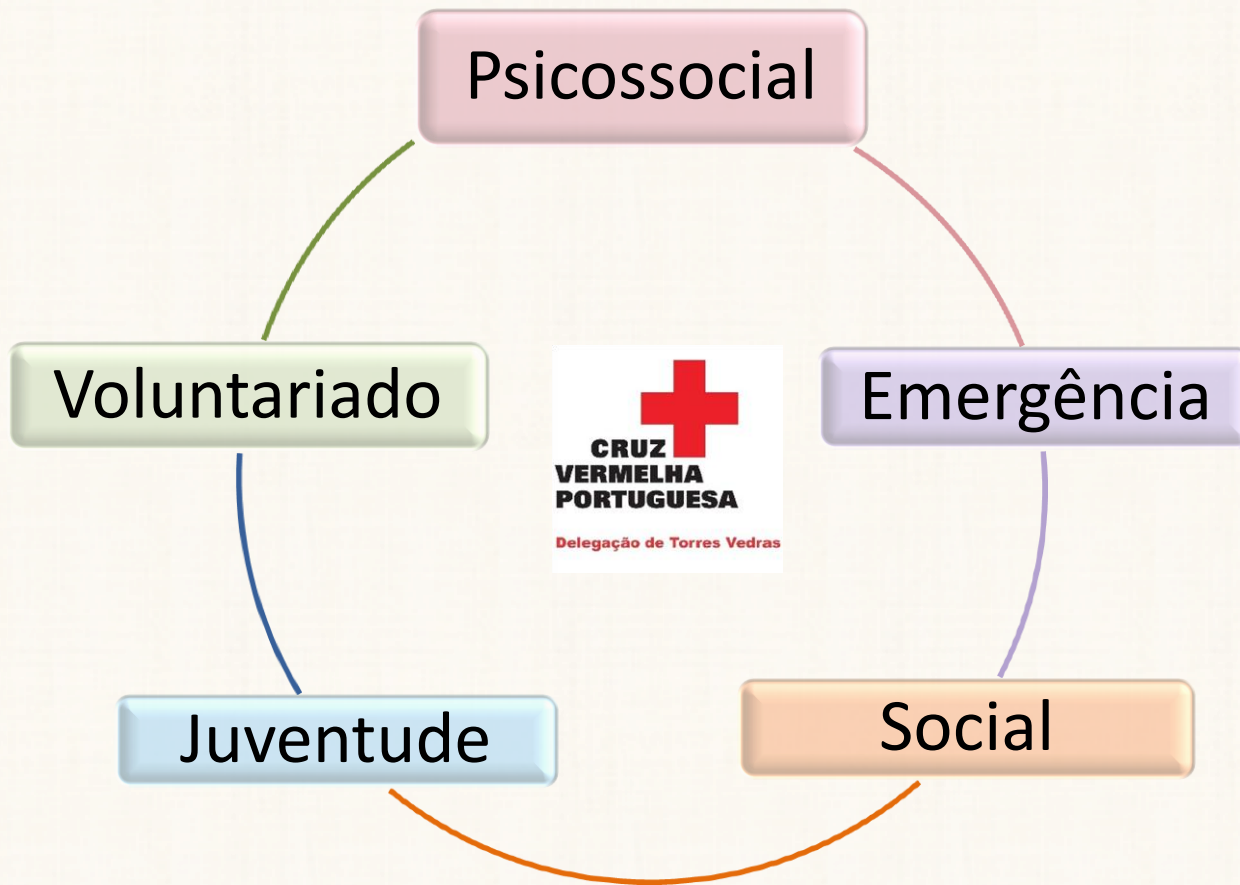 Psicossocial
Voluntariado
Emergência
CRUZ
VERMELHA
PORTUGUESA
Delegação de Torres Vedras
Juventude
Social